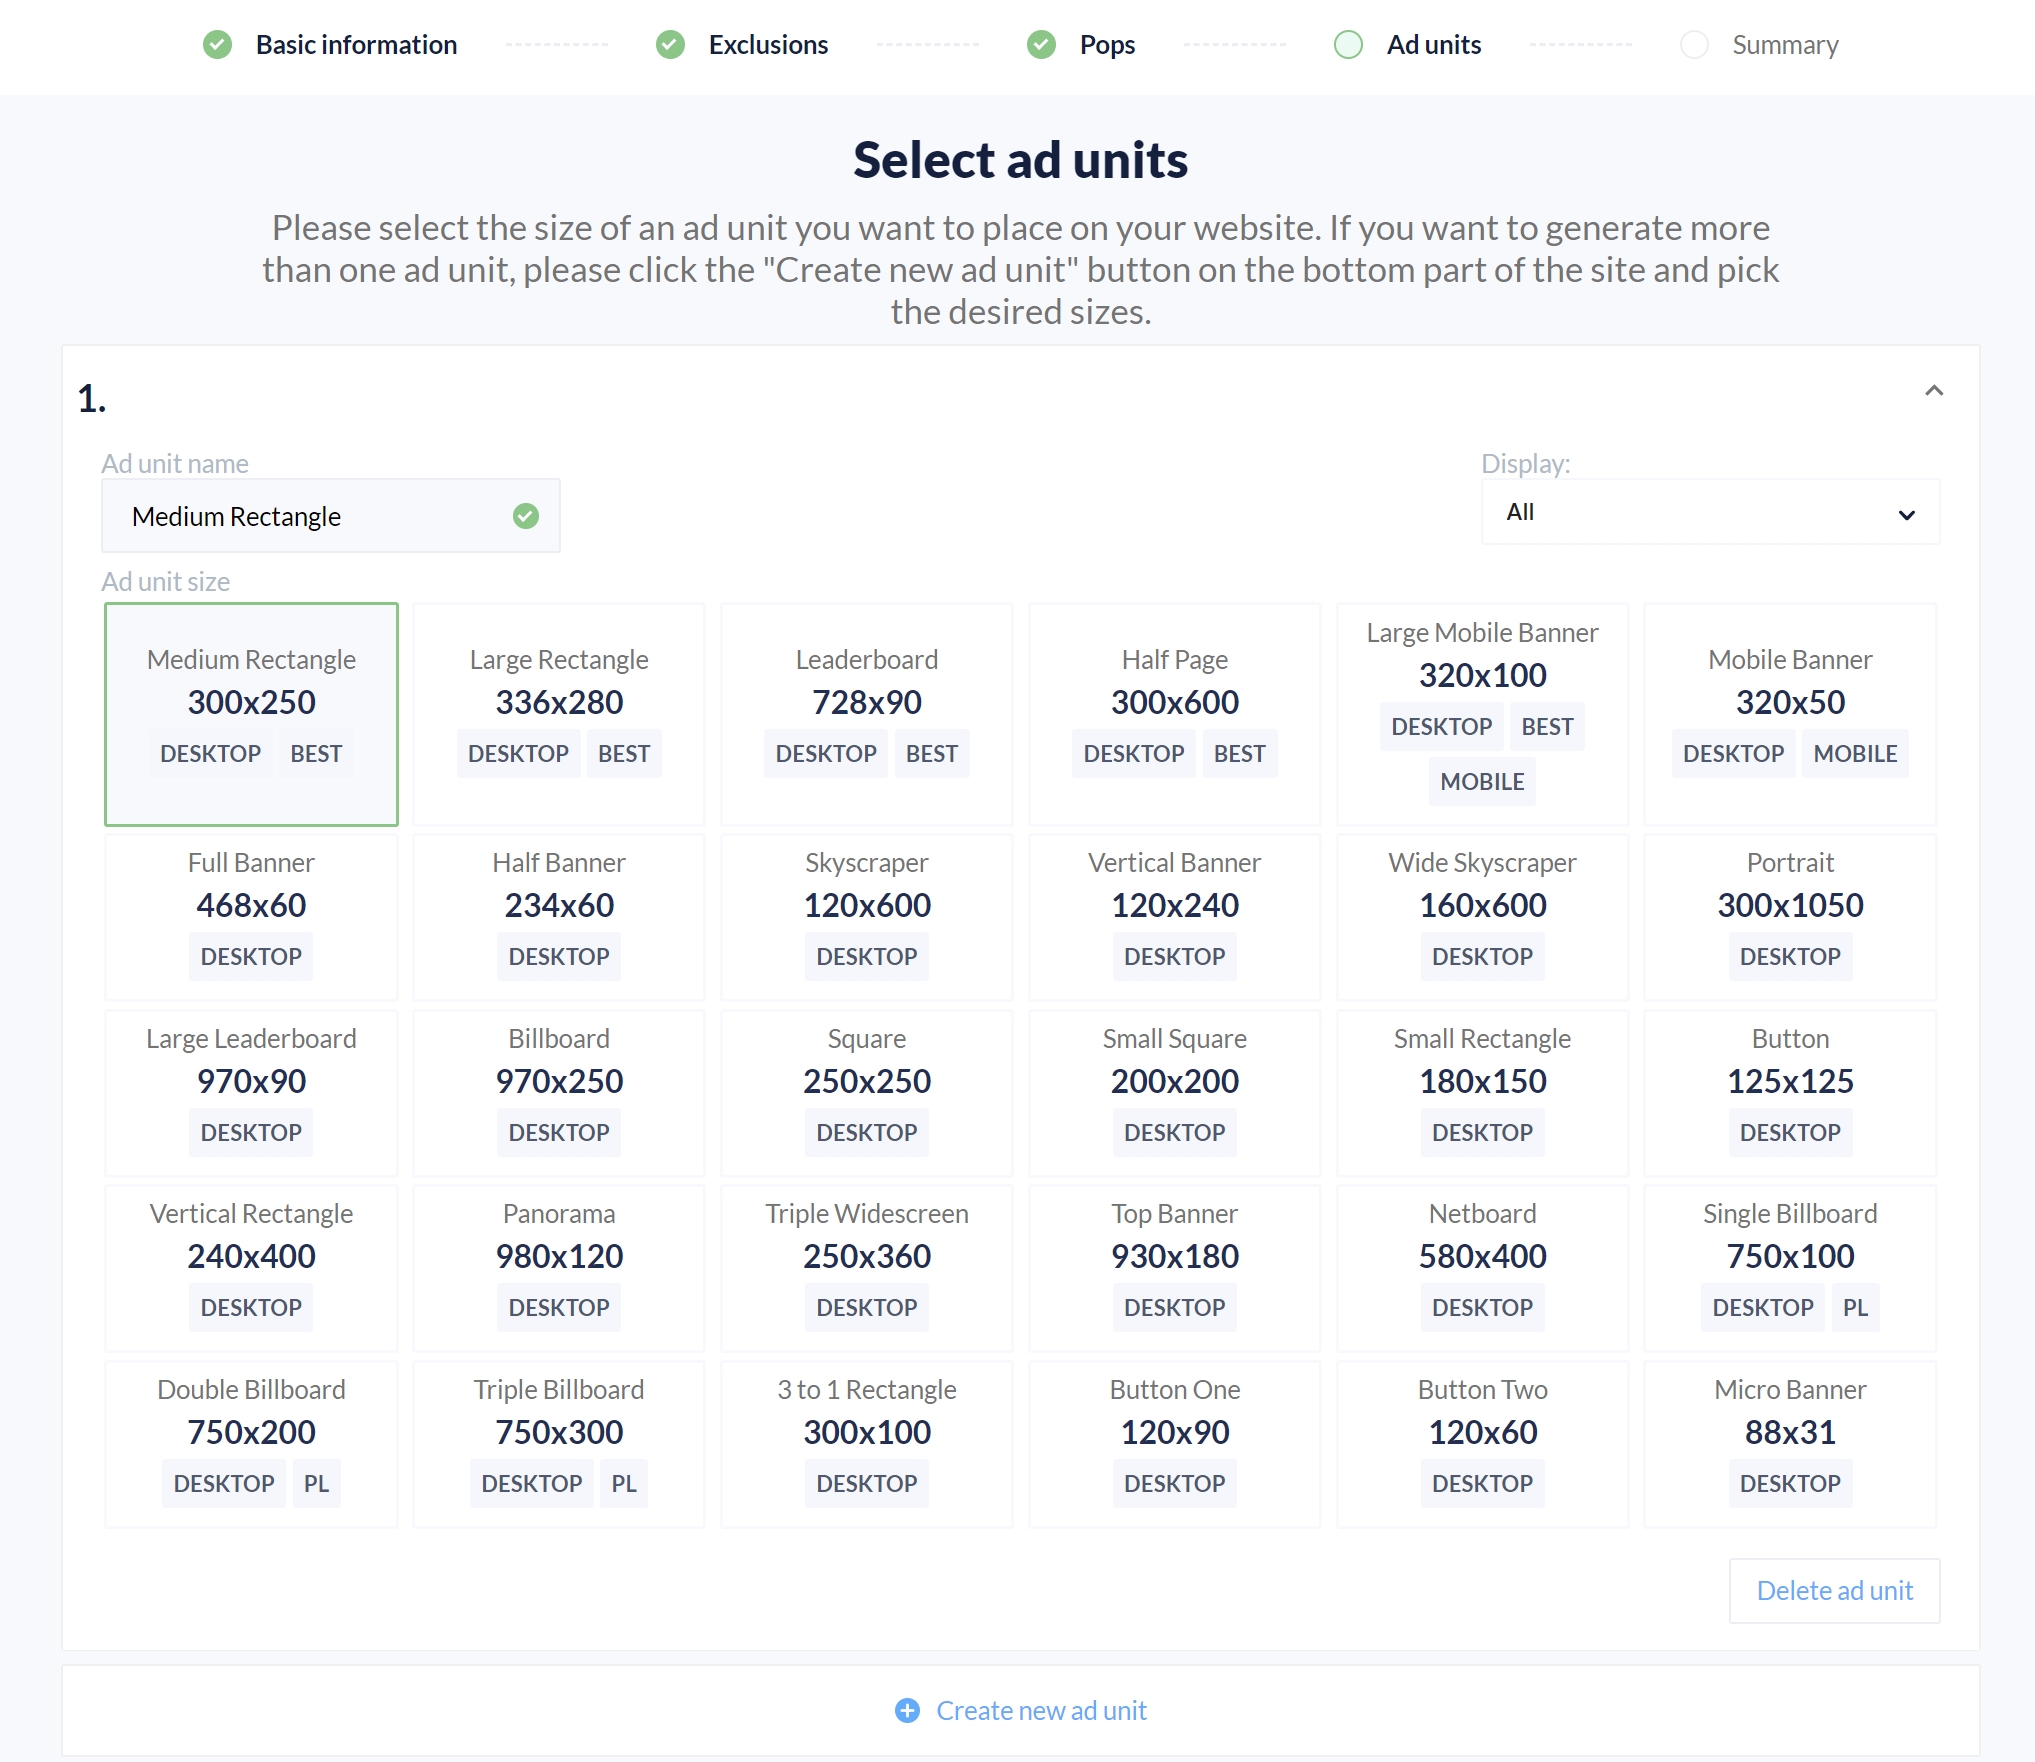 Basic information Exclusions Pops Ad units Summary
Select ad units
Please select the size of an ad unit you want to place on your website. If you want to generate more
than one ad unit, please click the "Create new ad unit" button on the bottom part of the site and pick
the desired sizes.
1.
Ad unit name
Medium Rectangle
Display:
All
Ad unit size
Medium Rectangle
300x250
DESKTOP BEST
Large Rectangle
336x280
DESKTOP BEST
Leaderboard
728x90
DESKTOP BEST
Half Page
300x600
DESKTOP BEST
Large Mobile Banner
320x100
DESKTOP BEST
MOBILE
Mobile Banner
320x50
DESKTOP MOBILE
Full Banner
468x60
DESKTOP
Half Banner
234x60
DESKTOP
Skyscraper
120x600
DESKTOP
Vertical Banner
120x240
DESKTOP
Wide Skyscraper
160x600
DESKTOP
Portrait
300x1050
DESKTOP
Large Leaderboard
970x90
DESKTOP
Billboard
970x250
DESKTOP
Square
250x250
DESKTOP
Small Square
200x200
DESKTOP
Small Rectangle
180x150
DESKTOP
Button
125x125
DESKTOP
Vertical Rectangle
240x400
DESKTOP
Panorama
980x120
DESKTOP
Triple Widescreen
250x360
DESKTOP
Top Banner
930x180
DESKTOP
Netboard
580x400
DESKTOP
Single Billboard
750x100
DESKTOP PL
Double Billboard
750x200
DESKTOP PL
Triple Billboard
750x300
DESKTOP PL
3 to 1 Rectangle
300x100
DESKTOP
Button One
120x90
DESKTOP
Button Two
120x60
DESKTOP
Micro Banner
88x31
DESKTOP
Delete ad unit
Create new ad unit